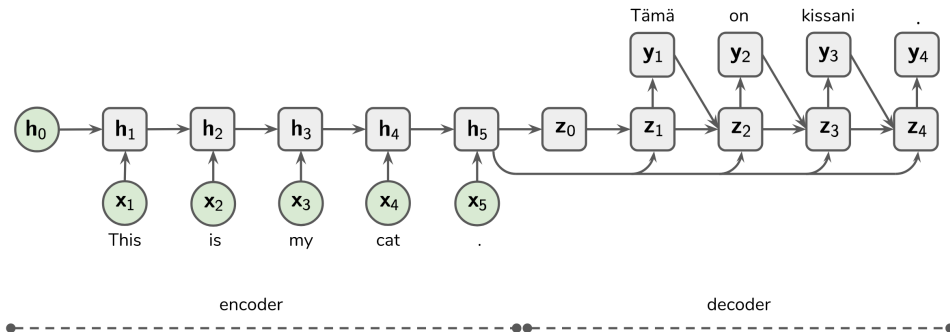 Tämä on kissani .
y₁ y₂ y₃ y₄
h₀ h₁ h₂ h₃ h₄ h₅ z₀ z₁ z₂ z₃ z₄
x₁ x₂ x₃ x₄ x₅
This is my cat .
encoder decoder